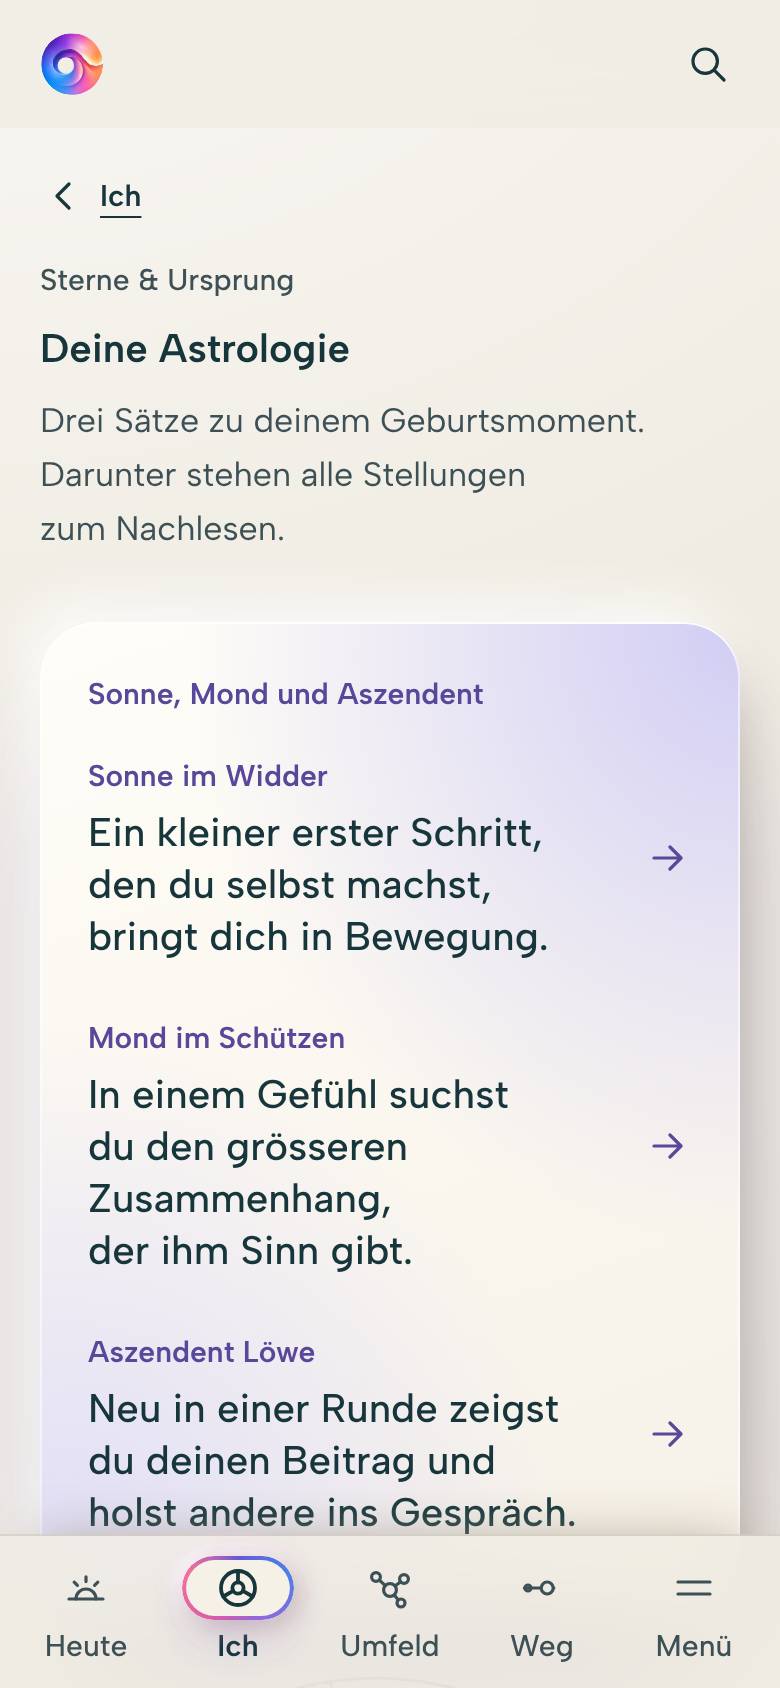 Ich
Sterne & Ursprung
Deine Astrologie
Drei Sätze zu deinem Geburtsmoment.
Darunter stehen alle Stellungen
zum Nachlesen.
Sonne, Mond und Aszendent
Sonne im Widder
Ein kleiner erster Schritt,
den du selbst machst,
bringt dich in Bewegung.
Mond im Schützen
In einem Gefühl suchst
du den grösseren
Zusammenhang,
der ihm Sinn gibt.
Aszendent Löwe
Neu in einer Runde zeigst
du deinen Beitrag und
holst andere ins Gespräch.
Heute Ich Umfeld Weg Menü